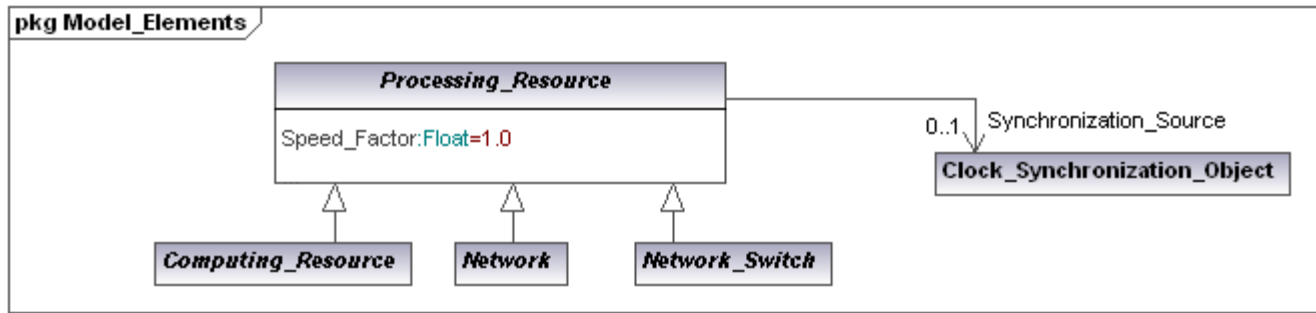 pkg Model_Elements
Processing_Resource
Speed_Factor:Float=1.0
0..1
Synchronization_Source
Clock_Synchronization_Object
Computing_Resource
Network
Network_Switch